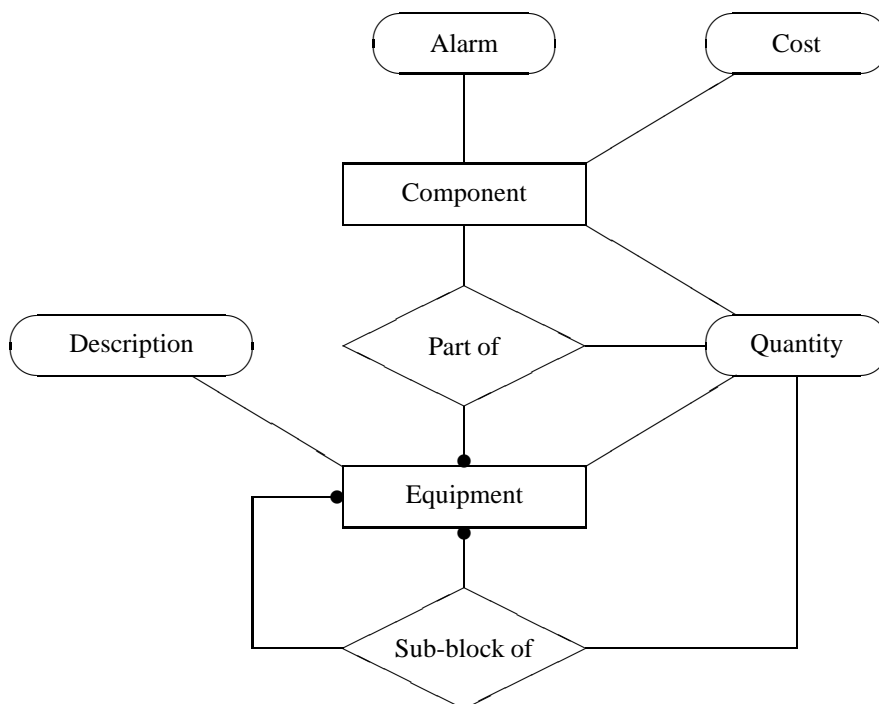 Alarm
Cost
Component
Description
Part of
Quantity
Equipment
Sub-block of